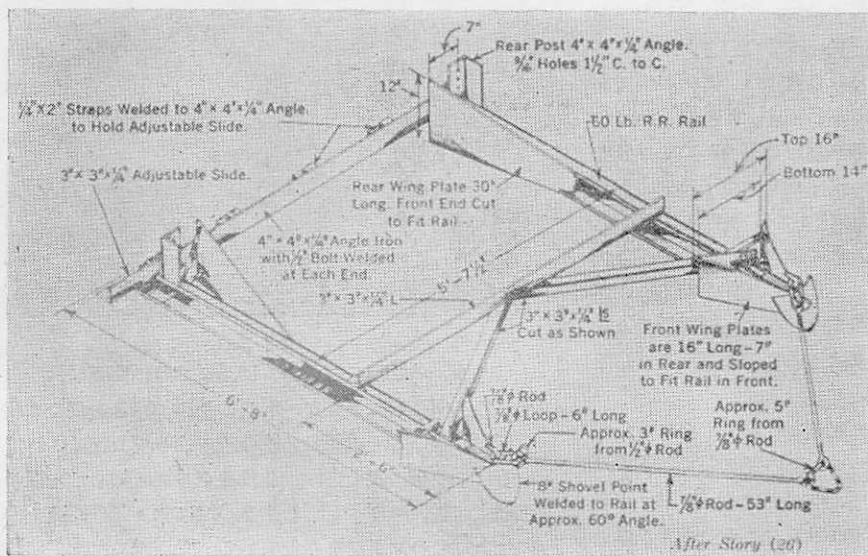 7"
Rear Post 4" × 4" × ¼" Angle.
⁹⁄₁₆" Holes 1½" C. to C.
12"
¼" × 2" Straps Welded to 4" × 4" × ¼" Angle
to Hold Adjustable Slide.
60 Lb. R.R. Rail
Top 16"
Bottom 14"
3" × 3" × ¼" Adjustable Slide.
Rear Wing Plate 30"
Long. Front End Cut
to Fit Rail.
4" × 4" × ¼" Angle Iron
with ½" Bolt Welded
at Each End.
5'-7½"
3" × 3" × ¼" L
3" × 3" × ¼" Ls
Cut as Shown
Front Wing Plates
are 16" Long-7"
in Rear and Sloped
to Fit Rail in Front.
6'-8"
⅞" φ Rod
⅞" φ Loop-6" Long
Approx. 3" Ring
from ½" φ Rod
Approx. 5"
Ring from
⅞" φ Rod
2'-6"
8" Shovel Point
Welded to Rail at
Approx. 60° Angle.
⅞" φ Rod-53" Long
After Story (26)